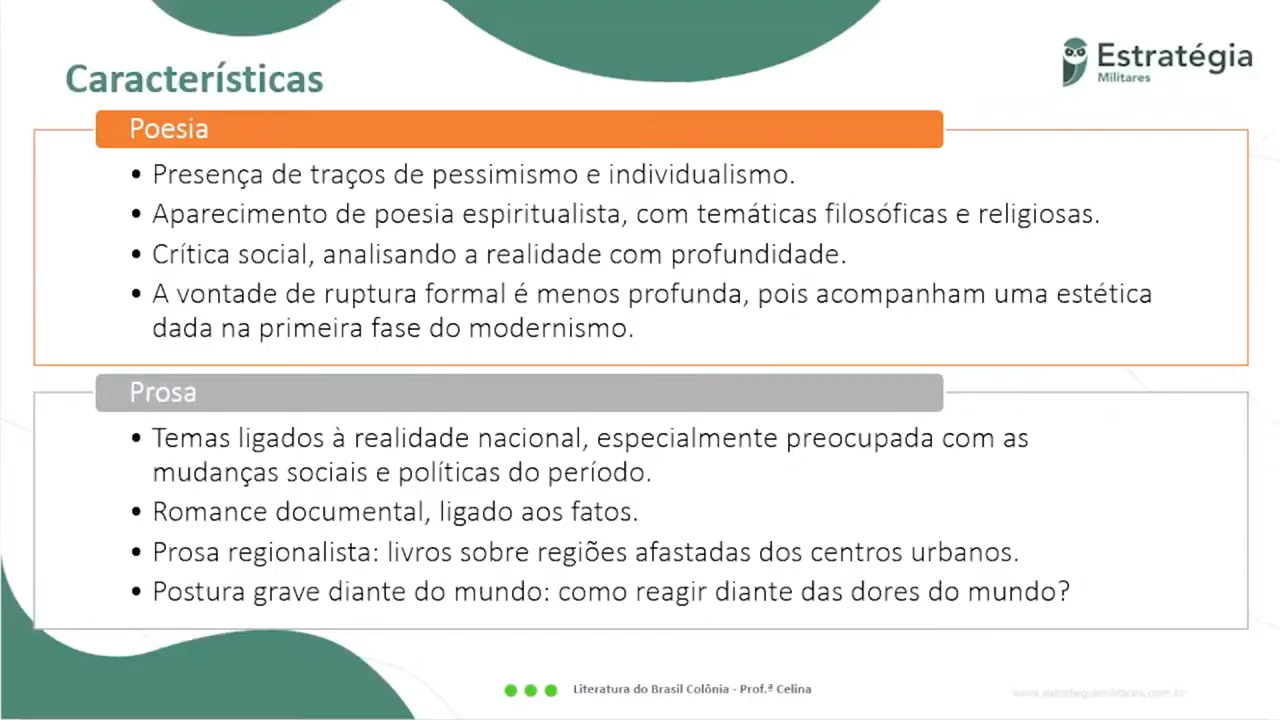 Estratégia
Militares
Características
Poesia
• Presença de traços de pessimismo e individualismo.
• Aparecimento de poesia espiritualista, com temáticas filosóficas e religiosas.
• Crítica social, analisando a realidade com profundidade.
• A vontade de ruptura formal é menos profunda, pois acompanham uma estética
dada na primeira fase do modernismo.
Prosa
• Temas ligados à realidade nacional, especialmente preocupada com as
mudanças sociais e políticas do período.
• Romance documental, ligado aos fatos.
• Prosa regionalista: livros sobre regiões afastadas dos centros urbanos.
• Postura grave diante do mundo: como reagir diante das dores do mundo?
Literatura do Brasil Colônia - Prof.ª Celina
www.estrategiamilitares.com.br